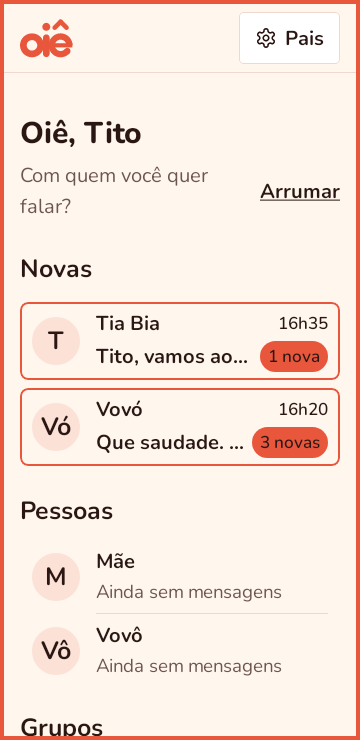 oiê
Pais
Oiê, Tito
Com quem você quer
falar?
Arrumar
Novas
T
Tia Bia
16h35
Tito, vamos ao...
1 nova
Vó
Vovó
16h20
Que saudade. ...
3 novas
Pessoas
M
Mãe
Ainda sem mensagens
Vô
Vovô
Ainda sem mensagens
Grupos